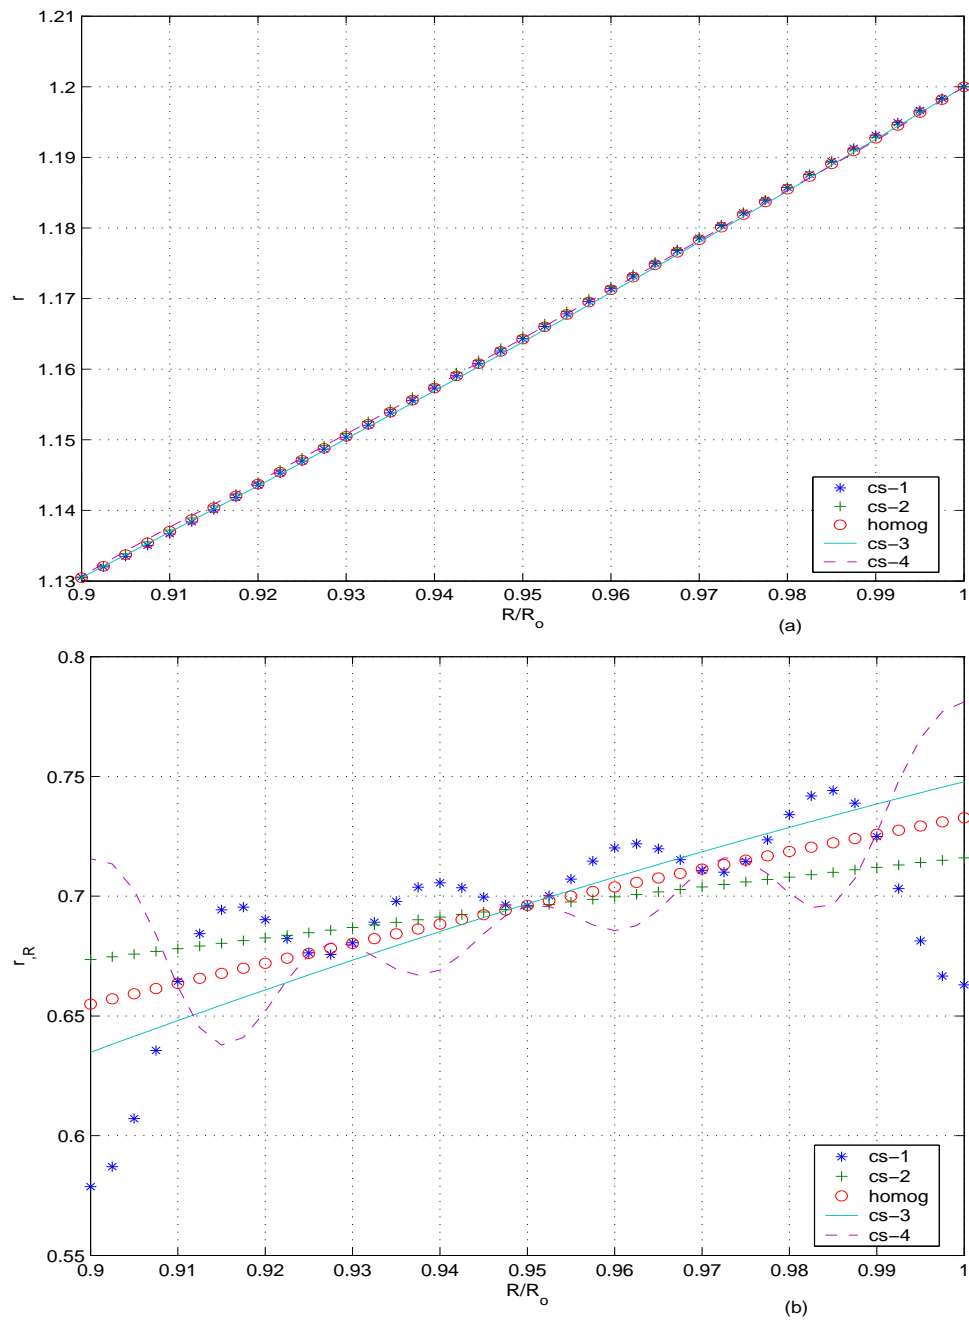 1.21
1.2
1.19
1.18
1.17
1.16
1.15
1.14
1.13
r
0.9 0.91 0.92 0.93 0.94 0.95 0.96 0.97 0.98 0.99 1
R/Ro
(a)
cs-1
cs-2
homog
cs-3
cs-4
0.8
0.75
0.7
0.65
0.6
0.55
r,R
0.9 0.91 0.92 0.93 0.94 0.95 0.96 0.97 0.98 0.99 1
R/Ro
(b)
cs-1
cs-2
homog
cs-3
cs-4